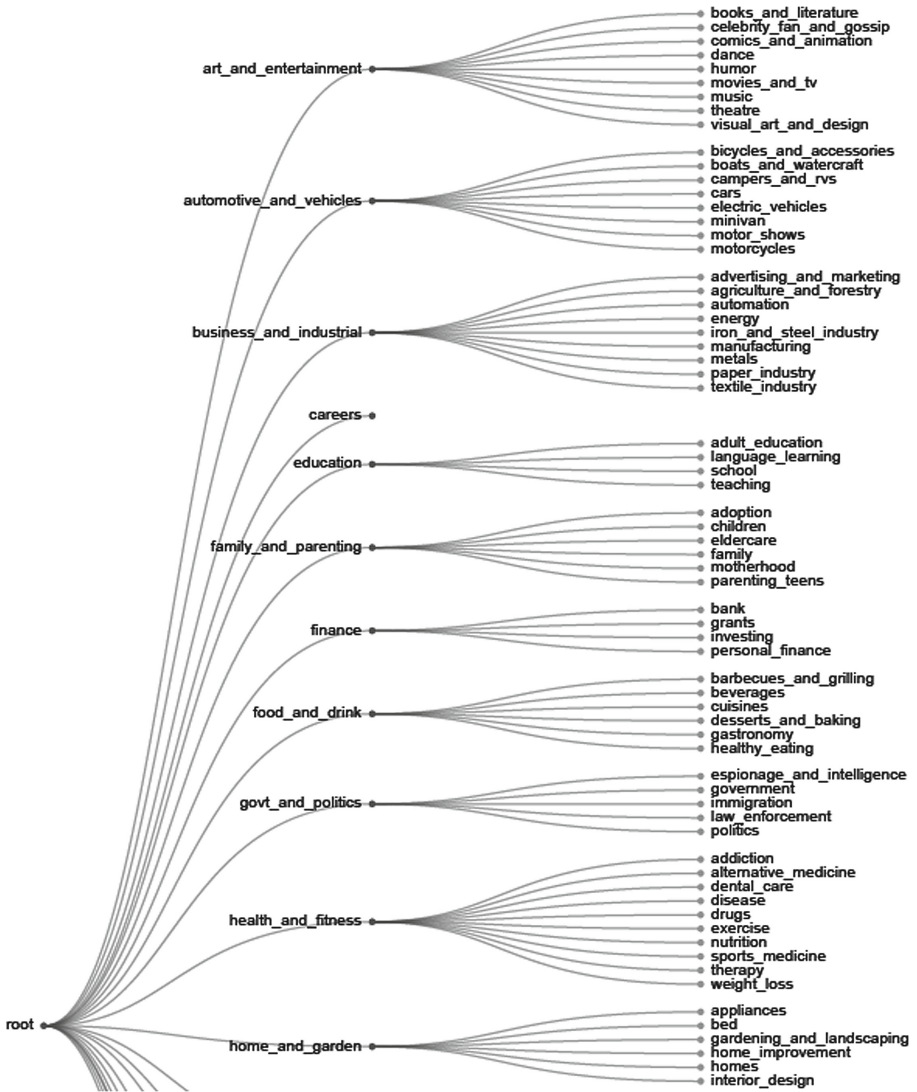 root
art_and_entertainment
books_and_literature
celebrity_fan_and_gossip
comics_and_animation
dance
humor
movies_and_tv
music
theatre
visual_art_and_design
automotive_and_vehicles
bicycles_and_accessories
boats_and_watercraft
campers_and_rvs
cars
electric_vehicles
minivan
motor_shows
motorcycles
business_and_industrial
advertising_and_marketing
agriculture_and_forestry
automation
energy
iron_and_steel_industry
manufacturing
metals
paper_industry
textile_industry
careers
education
adult_education
language_learning
school
teaching
family_and_parenting
adoption
children
eldercare
family
motherhood
parenting_teens
finance
bank
grants
investing
personal_finance
food_and_drink
barbecues_and_grilling
beverages
cuisines
desserts_and_baking
gastronomy
healthy_eating
govt_and_politics
espionage_and_intelligence
government
immigration
law_enforcement
politics
health_and_fitness
addiction
alternative_medicine
dental_care
disease
drugs
exercise
nutrition
sports_medicine
therapy
weight_loss
home_and_garden
appliances
bed
gardening_and_landscaping
home_improvement
homes
interior_design